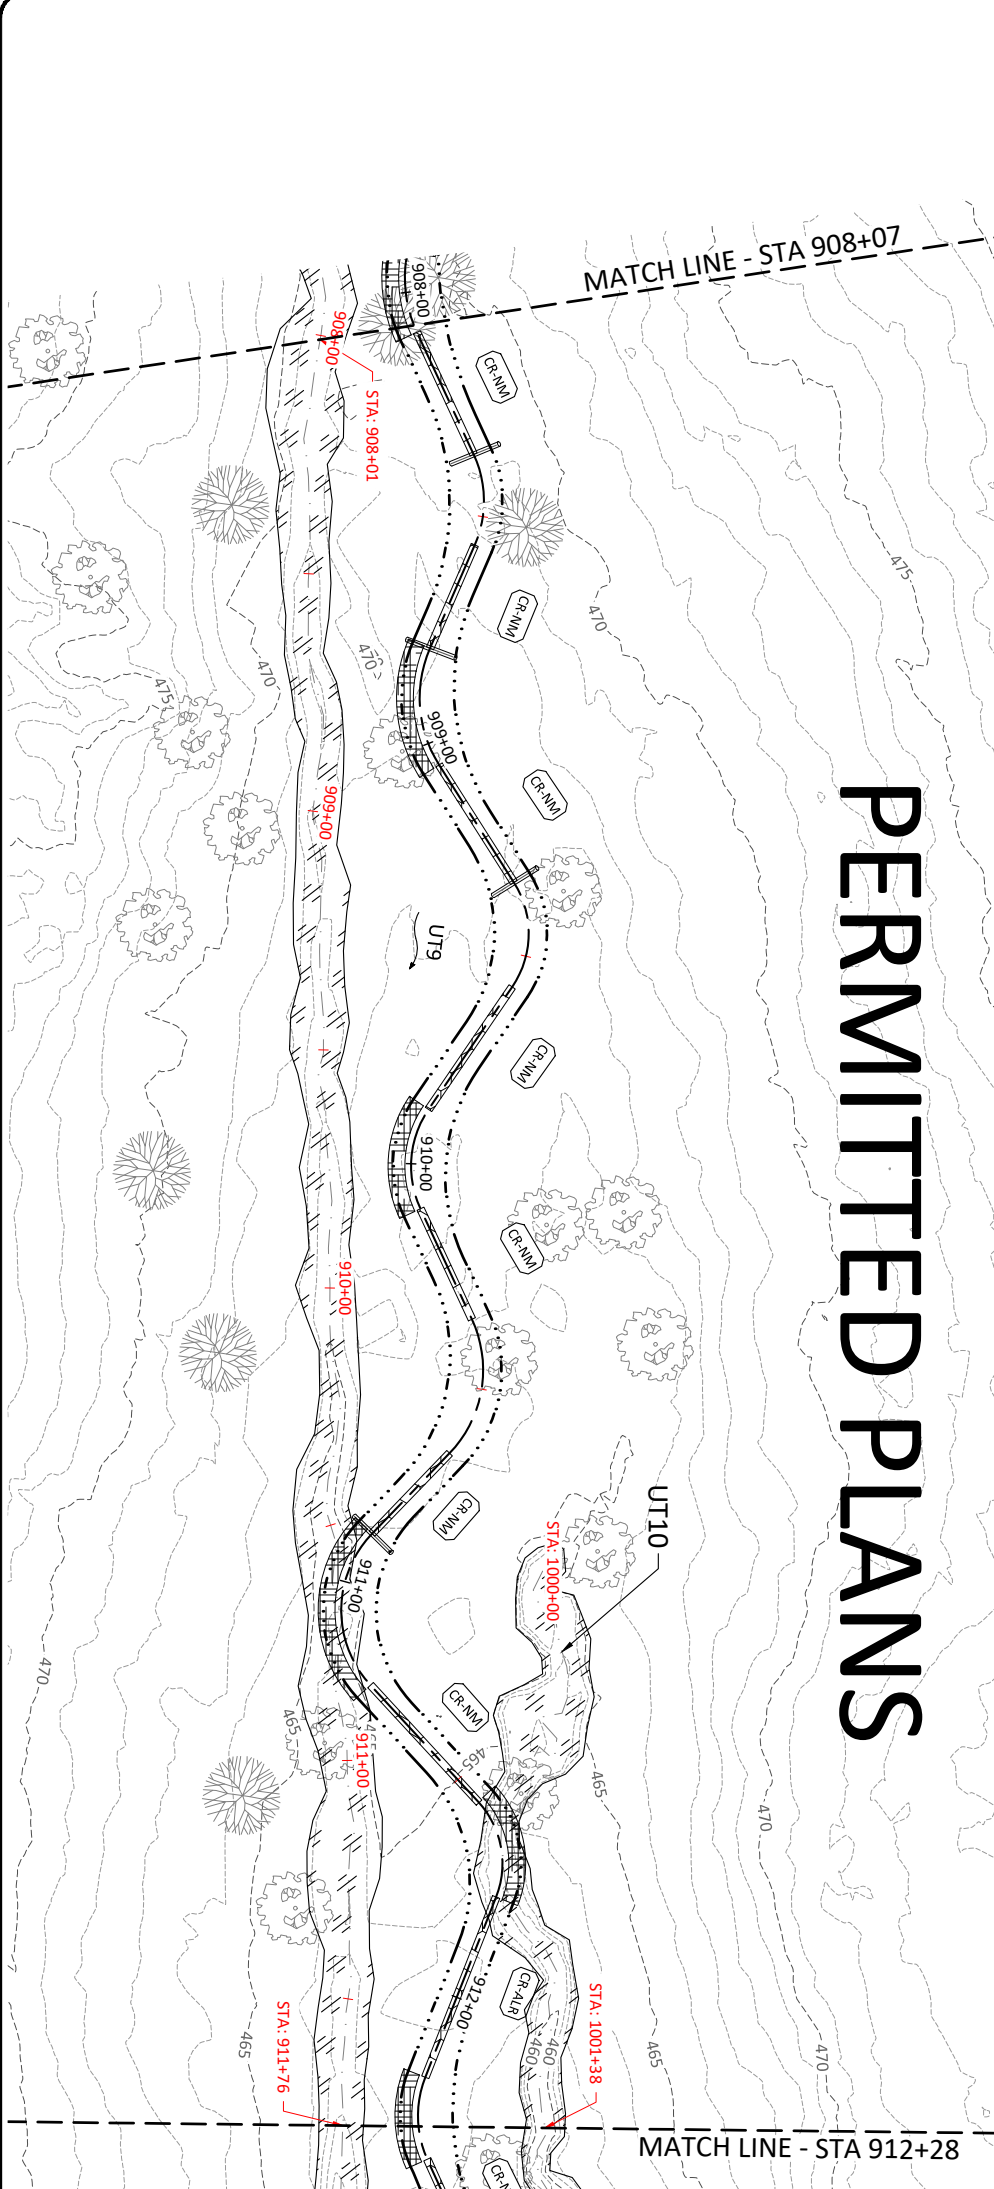 MATCH LINE - STA 908+07
908+00
908+00
STA: 908+01
CR-NM
475
470
CR-NM
470
470
475
909+00
CR-NM
909+00
UT9
CR-NM
910+00
CR-NM
910+00
PERMITTED PLANS
UT10
CR-NM
STA: 1000+00
911+00
470
CR-NM
465
465
911+00
465
465
470
CR-ALR
912+00
STA: 1001+38
STA: 911+76
460
460
465
465
470
MATCH LINE - STA 912+28